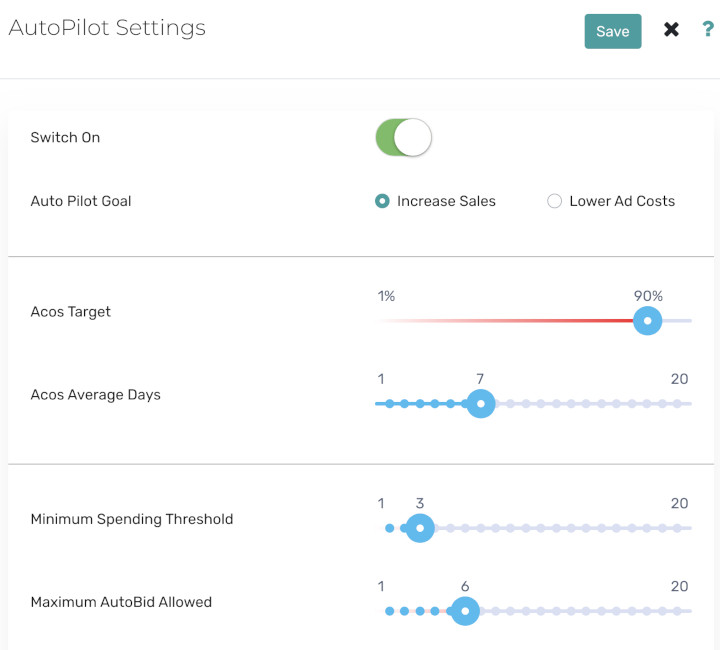 AutoPilot Settings
Save
?
Switch On
Auto Pilot Goal
Increase Sales
Lower Ad Costs
1%
90%
Acos Target
1
7
20
Acos Average Days
1
3
20
Minimum Spending Threshold
1
6
20
Maximum AutoBid Allowed